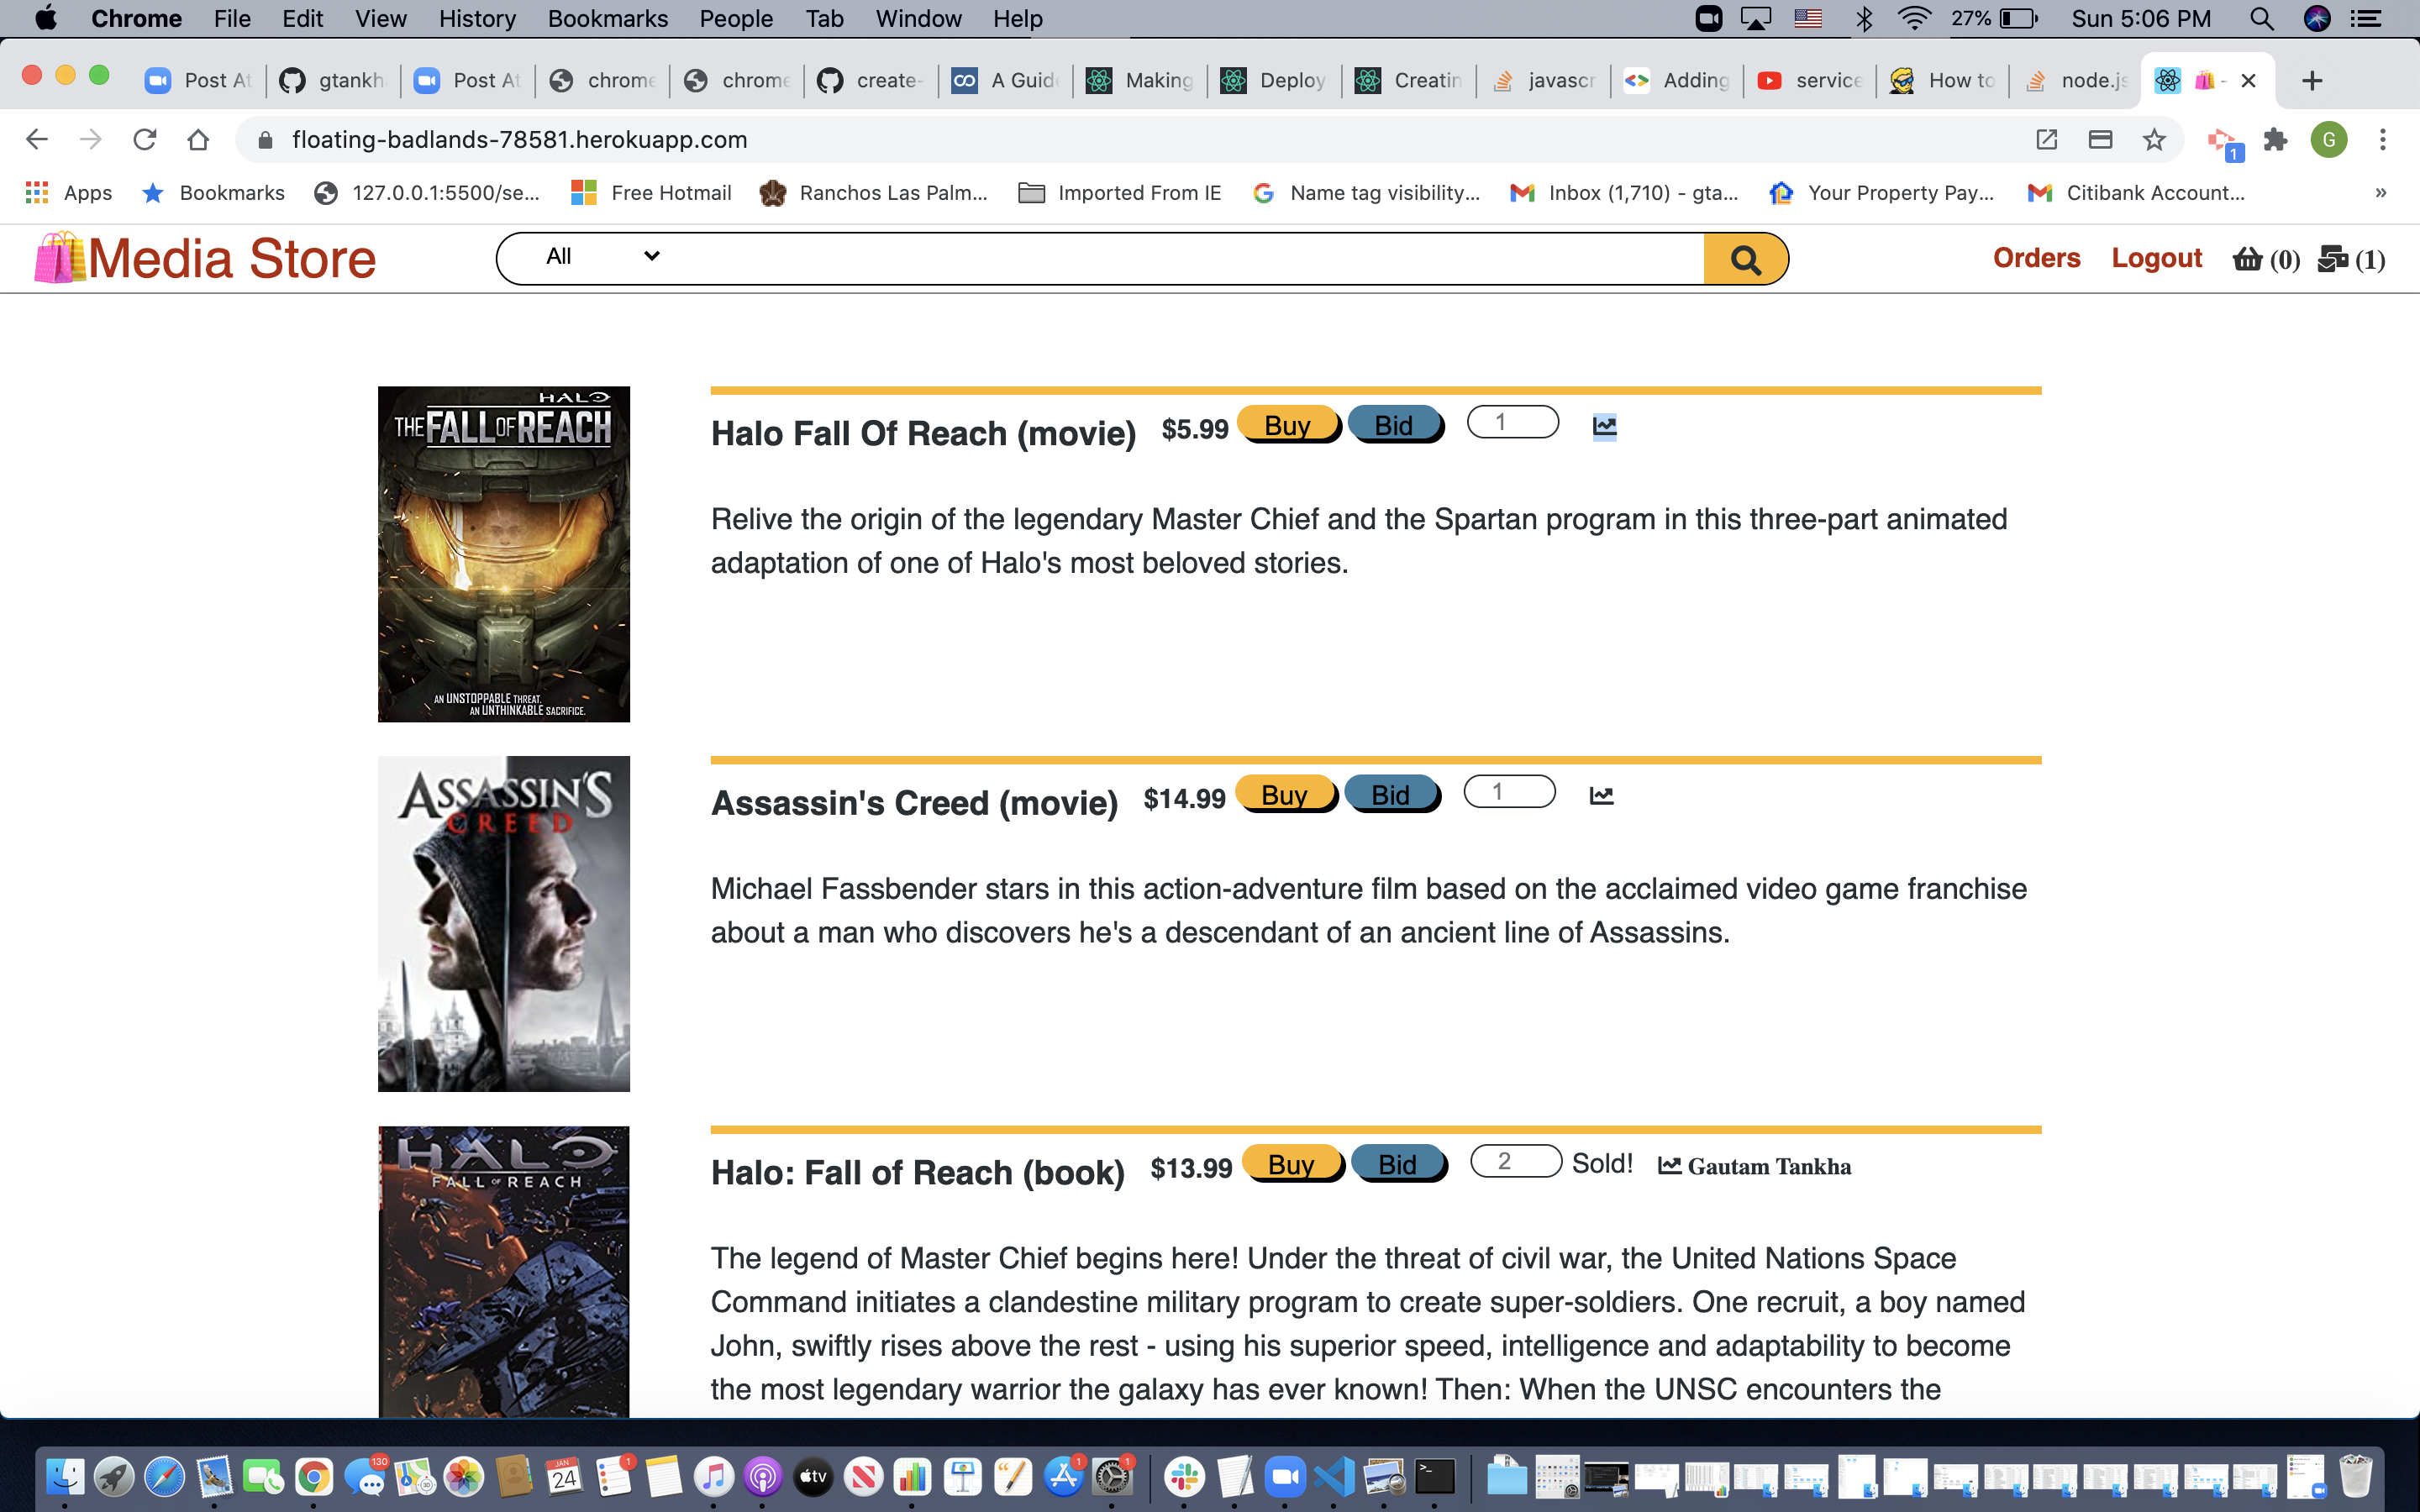 Chrome File Edit View History Bookmarks People Tab Window Help 27% Sun 5:06 PM
Post At gtankh Post At chrome chrome create- A Guid Making Deploy Creatin javascr Adding service How to node.js
floating-badlands-78581.herokuapp.com 1 G
Apps Bookmarks 127.0.0.1:5500/se... Free Hotmail Ranchos Las Palm... Imported From IE Name tag visibility... Inbox (1,710) - gta... Your Property Pay... Citibank Account... »
Media Store All Orders Logout (0) (1)
HALO
THE FALL OF REACH
AN UNSTOPPABLE THREAT.
AN UNTHINKABLE SACRIFICE.
Halo Fall Of Reach (movie) $5.99 Buy Bid 1
Relive the origin of the legendary Master Chief and the Spartan program in this three-part animated
adaptation of one of Halo's most beloved stories.
ASSASSIN'S
CREED
Assassin's Creed (movie) $14.99 Buy Bid 1
Michael Fassbender stars in this action-adventure film based on the acclaimed video game franchise
about a man who discovers he's a descendant of an ancient line of Assassins.
HALO
FALL OF REACH
Halo: Fall of Reach (book) $13.99 Buy Bid 2 Sold! Gautam Tankha
The legend of Master Chief begins here! Under the threat of civil war, the United Nations Space
Command initiates a clandestine military program to create super-soldiers. One recruit, a boy named
John, swiftly rises above the rest - using his superior speed, intelligence and adaptability to become
the most legendary warrior the galaxy has ever known! Then: When the UNSC encounters the
130 JAN 24 1 tv 1 1